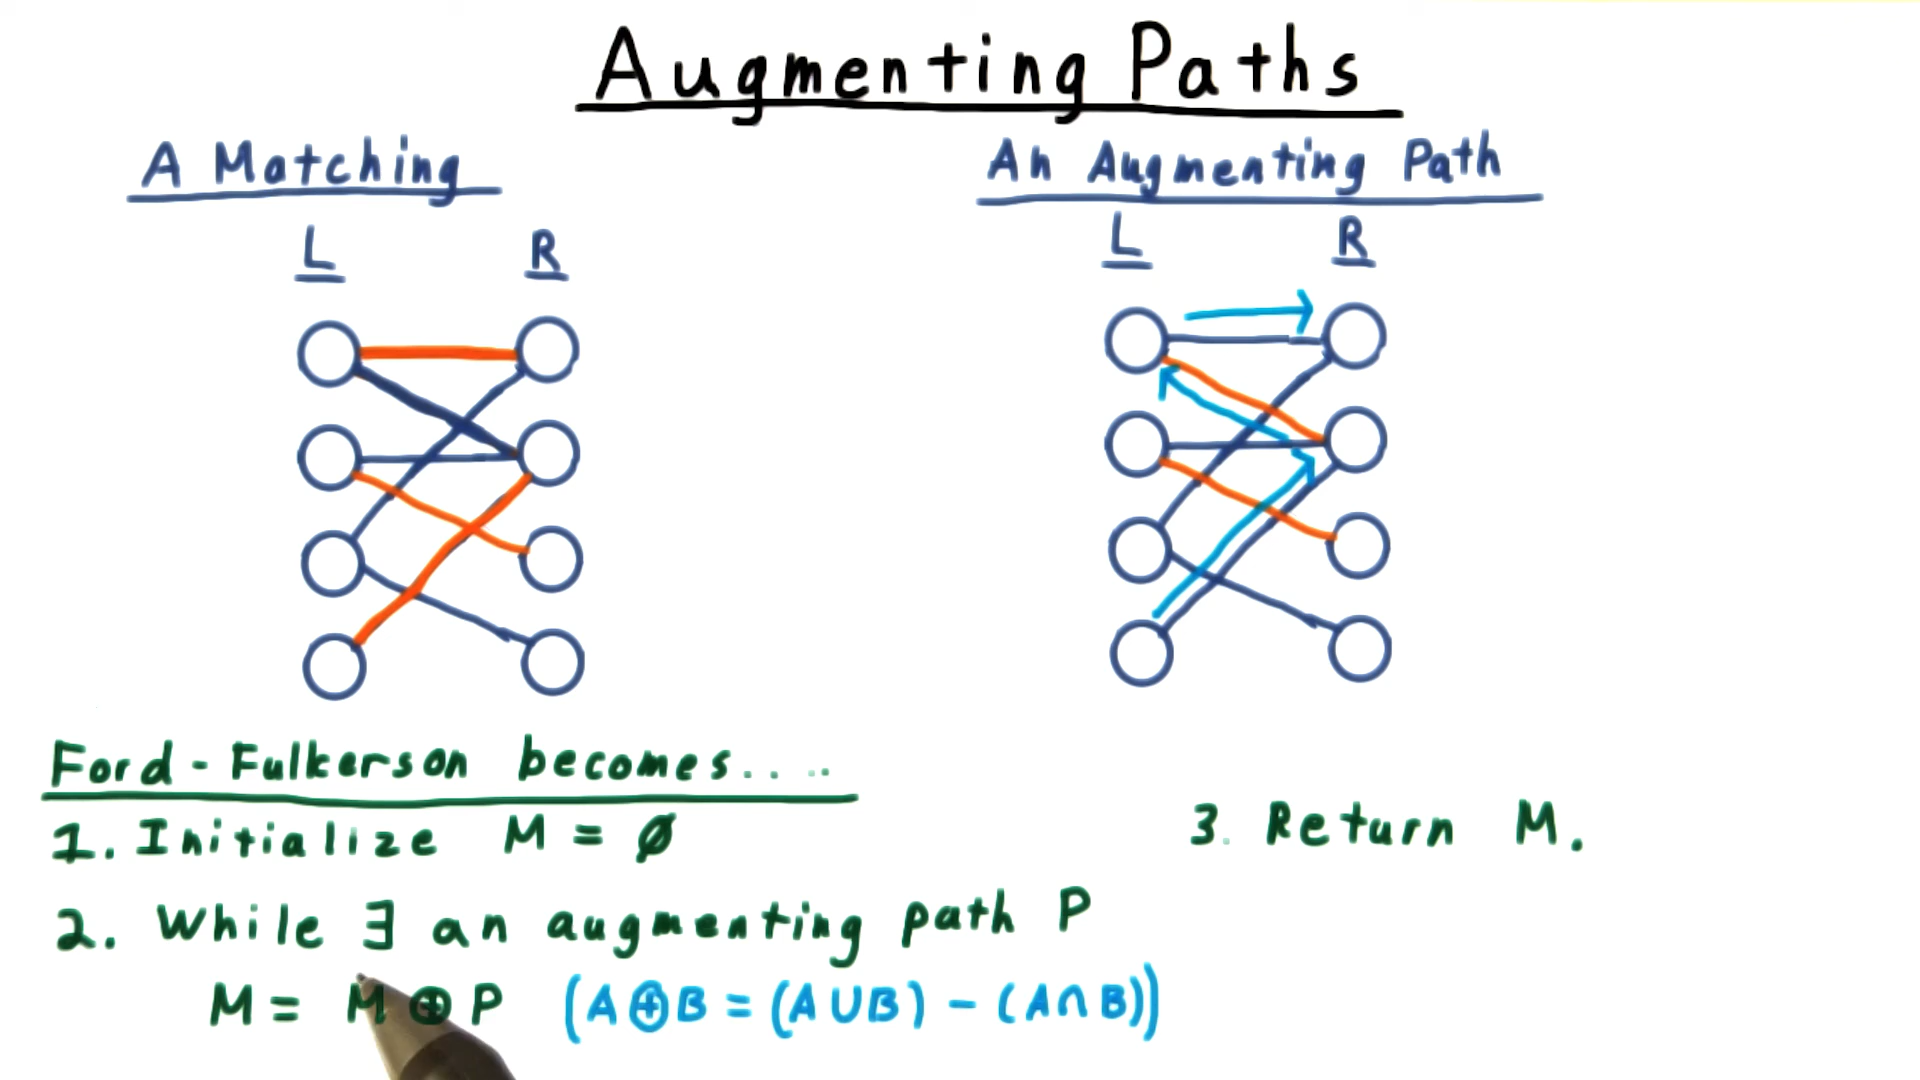 Augmenting Paths
A Matching
L R
An Augmenting Path
L R
Ford-Fulkerson becomes.....
1. Initialize M = Ø
2. While ∃ an augmenting path P
M = M ⊕ P (A⊕B = (A∪B) - (A∩B))
3. Return M.